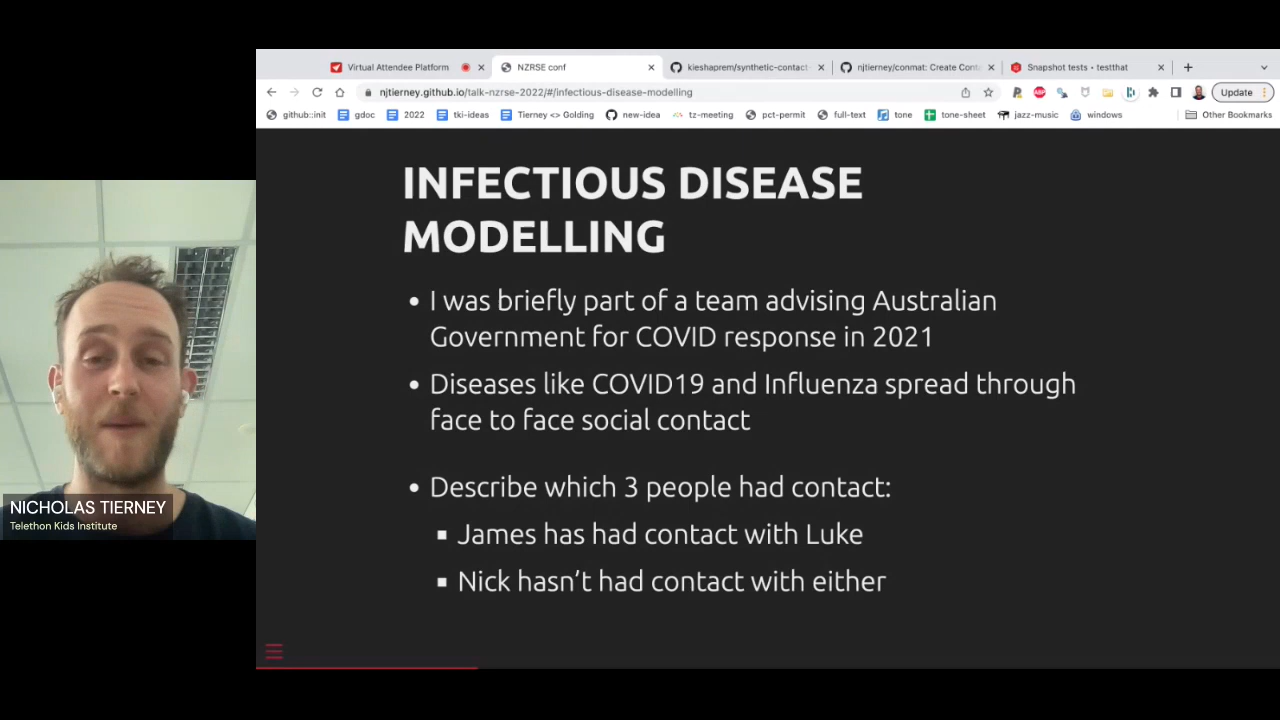 Virtual Attendee Platform
NZRSE conf
kieshaprem/synthetic-contact-
njtierney/conmat: Create Conta
Snapshot tests • testthat
njtierney.github.io/talk-nzrse-2022/#/infectious-disease-modelling
Update
github::init
gdoc
2022
tki-ideas
Tierney <> Golding
new-idea
tz-meeting
pct-permit
full-text
tone
tone-sheet
jazz-music
windows
Other Bookmarks
INFECTIOUS DISEASE
MODELLING
• I was briefly part of a team advising Australian
Government for COVID response in 2021
• Diseases like COVID19 and Influenza spread through
face to face social contact
• Describe which 3 people had contact:
▪ James has had contact with Luke
▪ Nick hasn't had contact with either
NICHOLAS TIERNEY
Telethon Kids Institute